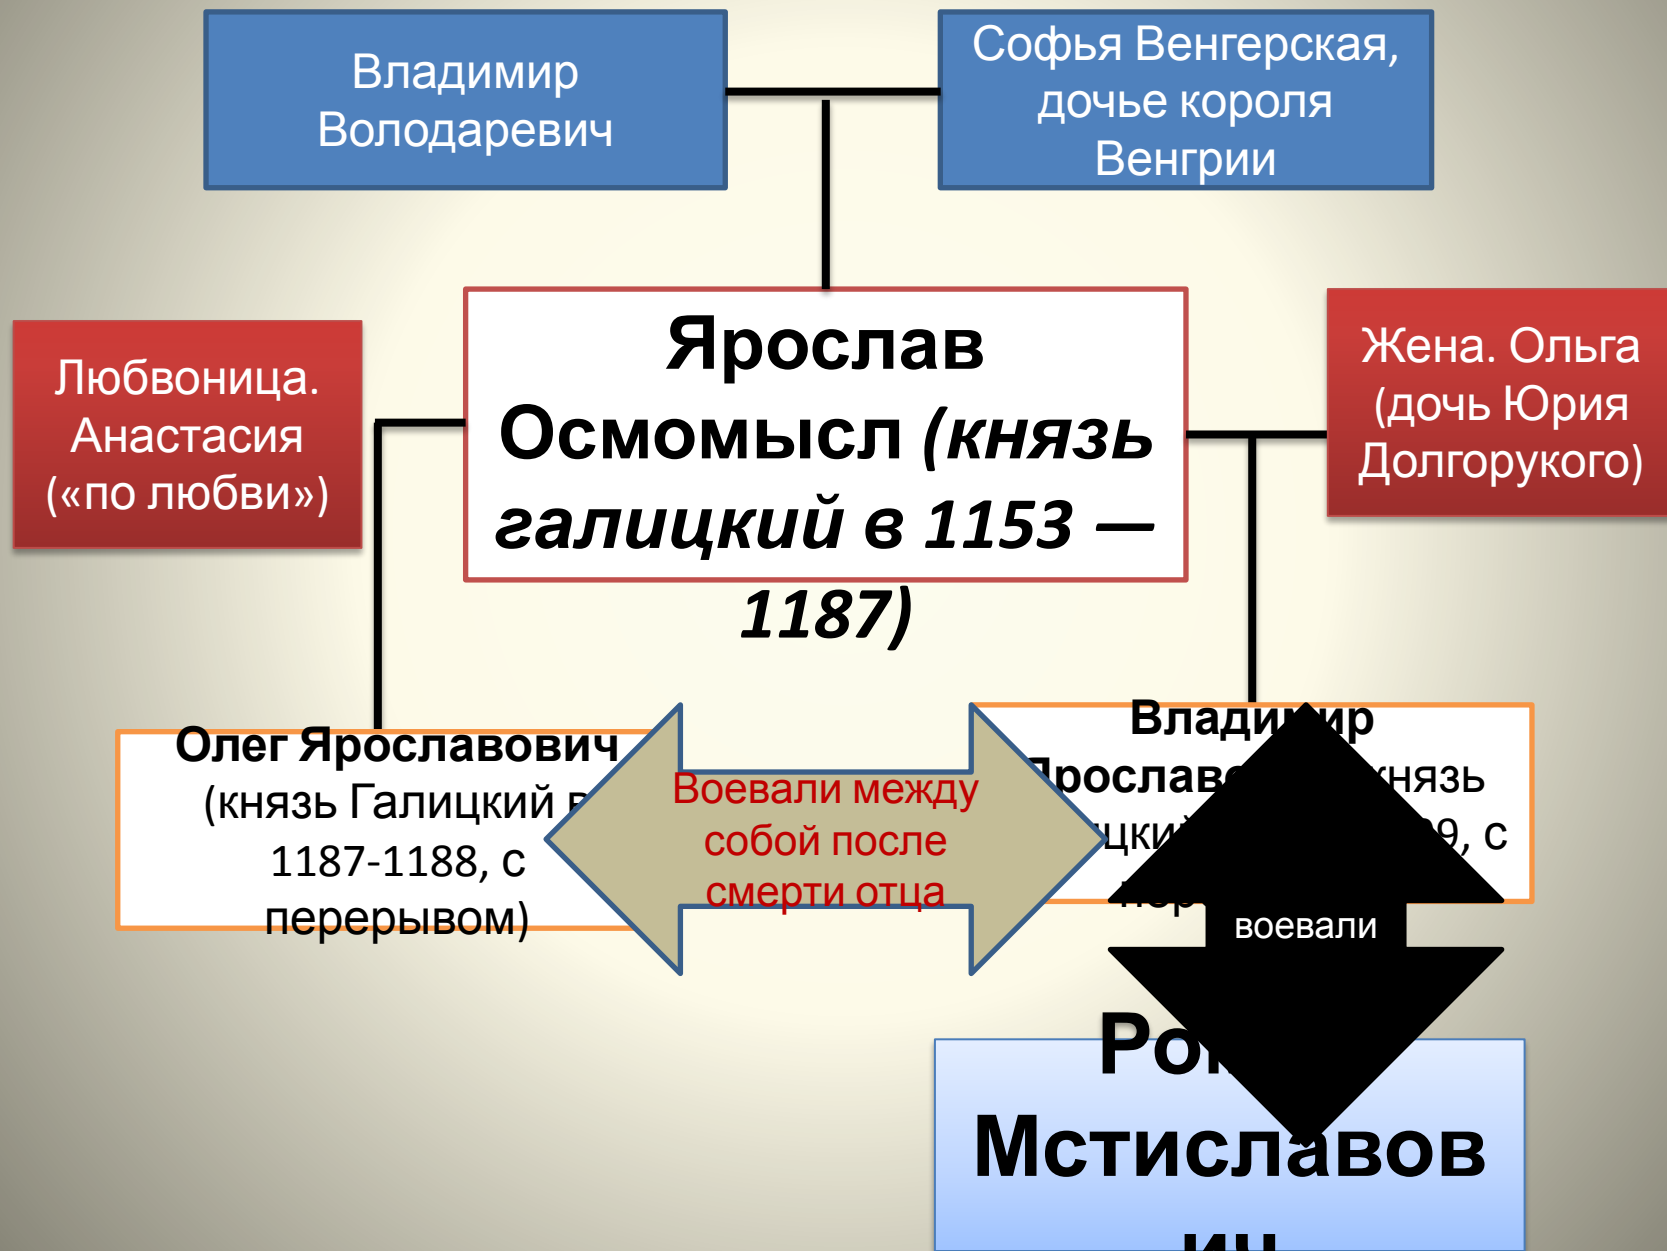 Владимир
Володаревич
Софья Венгерская,
дочье короля
Венгрии
Любвоница.
Анастасия
(«по любви»)
Ярослав
Осмомысл (князь
галицкий в 1153 —
1187)
Жена. Ольга
(дочь Юрия
Долгорукого)
Олег Ярославович
(князь Галицкий в
1187-1188, с
перерывом)
Воевали между
собой после
смерти отца
Владимир
князь
с
воевали
Мстиславов
ич